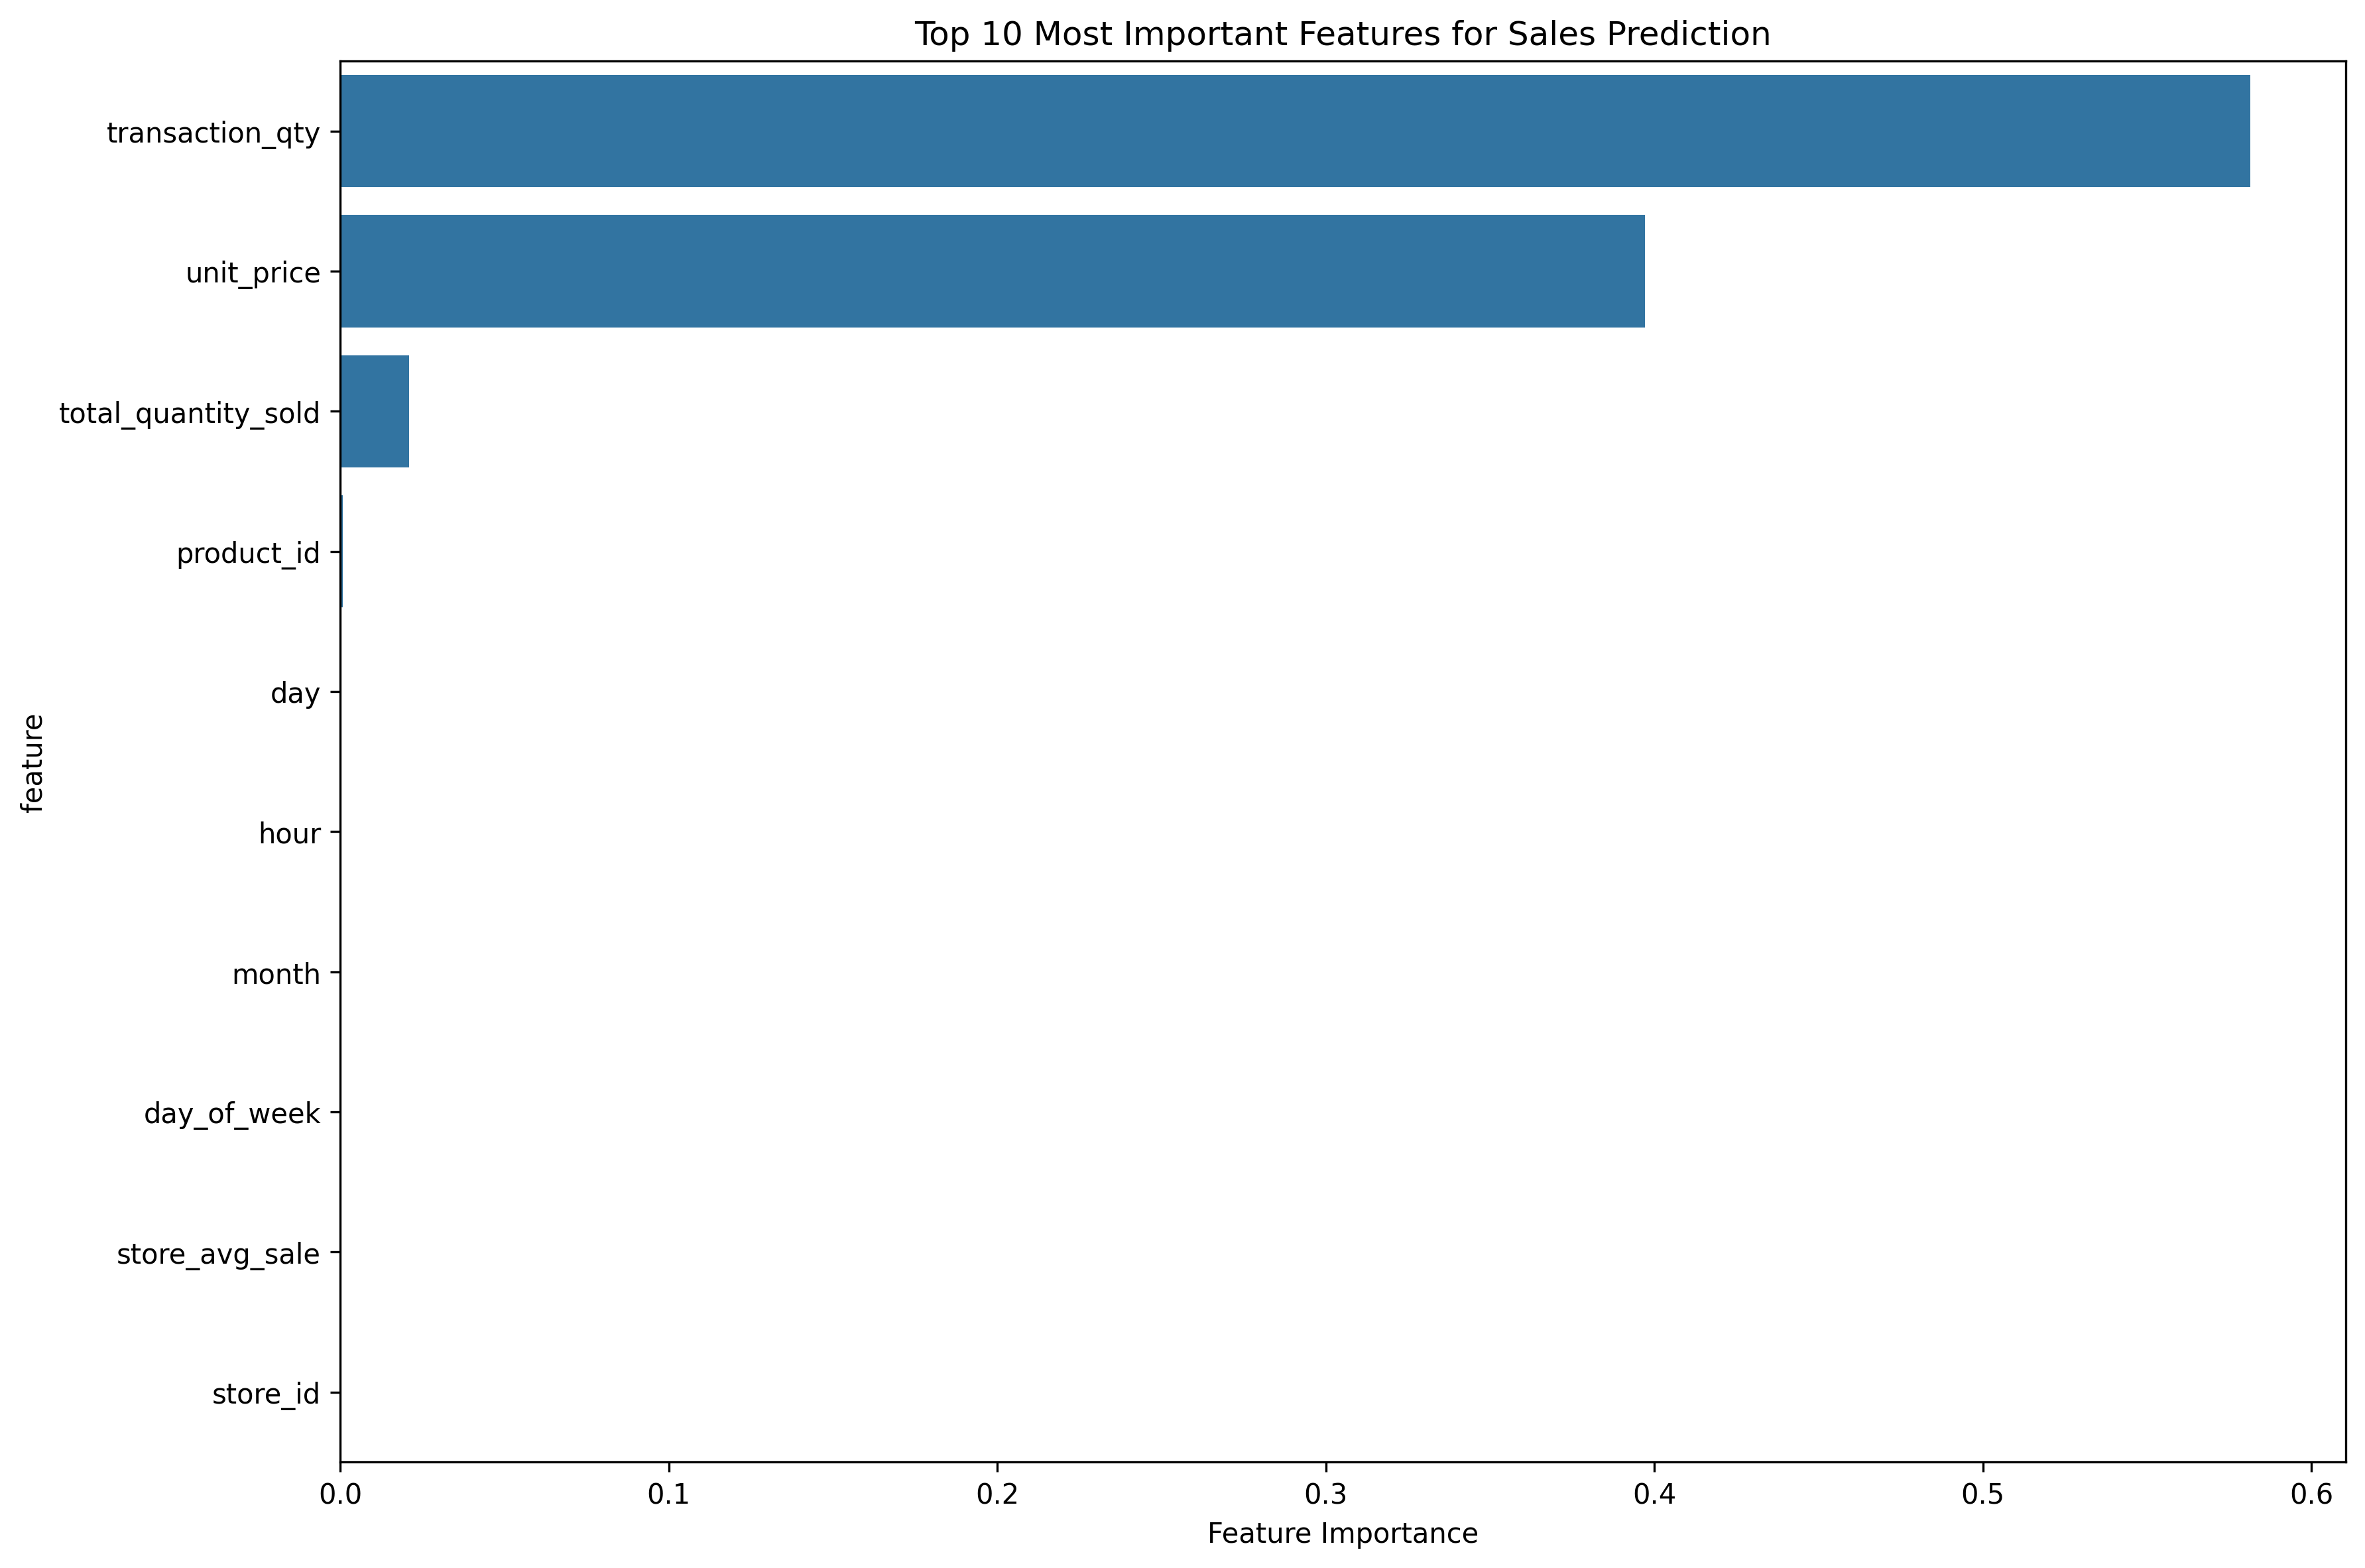 Top 10 Most Important Features for Sales Prediction
transaction_qty
unit_price
total_quantity_sold
product_id
day
hour
month
day_of_week
store_avg_sale
store_id
feature
0.0 0.1 0.2 0.3 0.4 0.5 0.6
Feature Importance